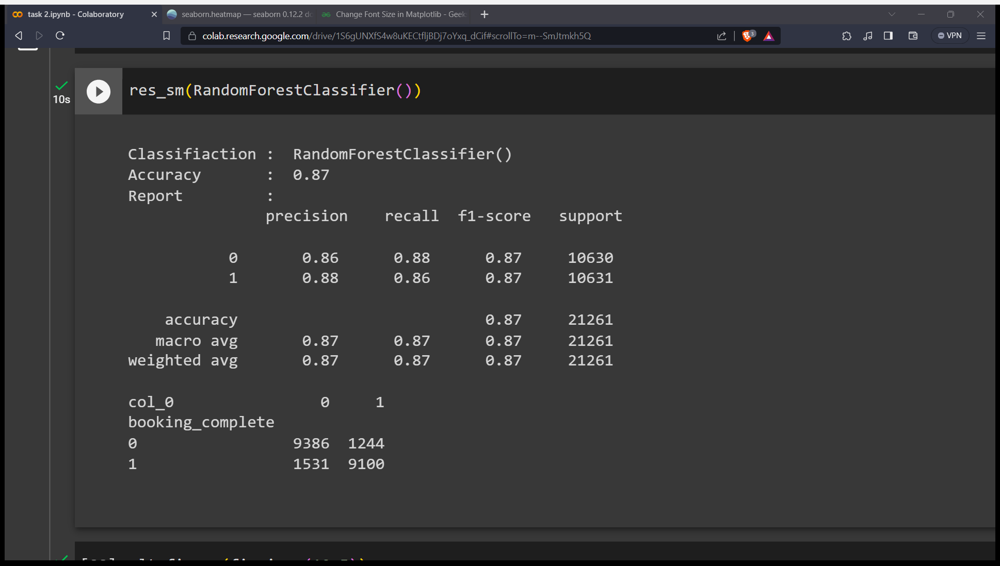 task 2.ipynb - Colaboratory
seaborn.heatmap — seaborn 0.12.2 do
Change Font Size in Matplotlib - Geek
colab.research.google.com/drive/1S6gUNXfS4w8uKECtfljBDj7oYxq_dCif#scrollTo=m--SmJtmkh5Q
3
VPN
10s
res_sm(RandomForestClassifier())
Classifiaction : RandomForestClassifier()
Accuracy : 0.87
Report :
precision recall f1-score support
0 0.86 0.88 0.87 10630
1 0.88 0.86 0.87 10631
accuracy 0.87 21261
macro avg 0.87 0.87 0.87 21261
weighted avg 0.87 0.87 0.87 21261
col_0 0 1
booking_complete
0 9386 1244
1 1531 9100